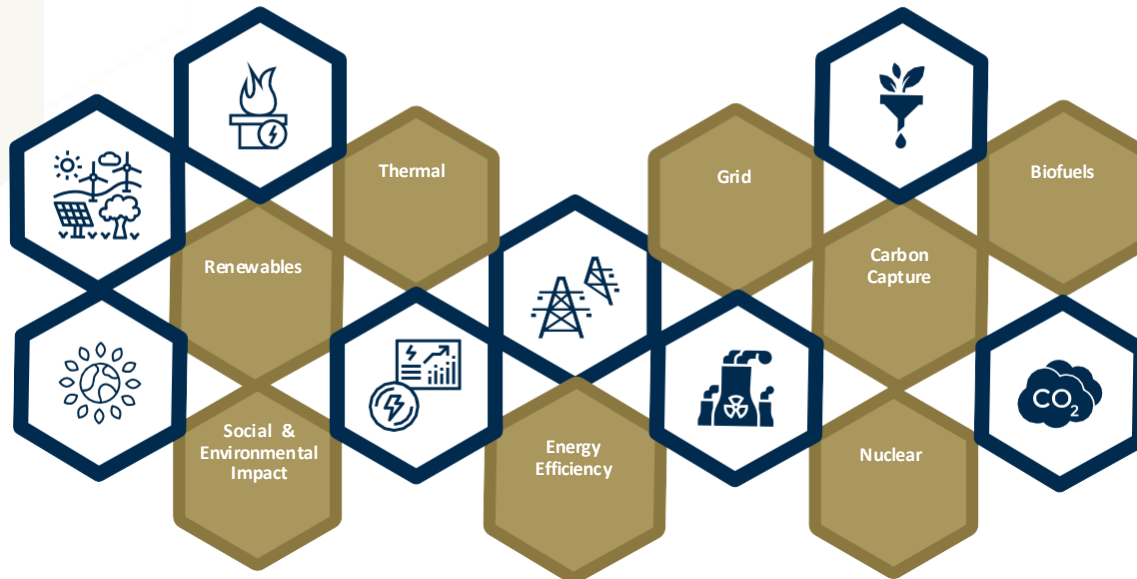 Thermal
Grid
Biofuels
Renewables
Carbon
Capture
CO2
Social &
Environmental
Impact
Energy
Efficiency
Nuclear